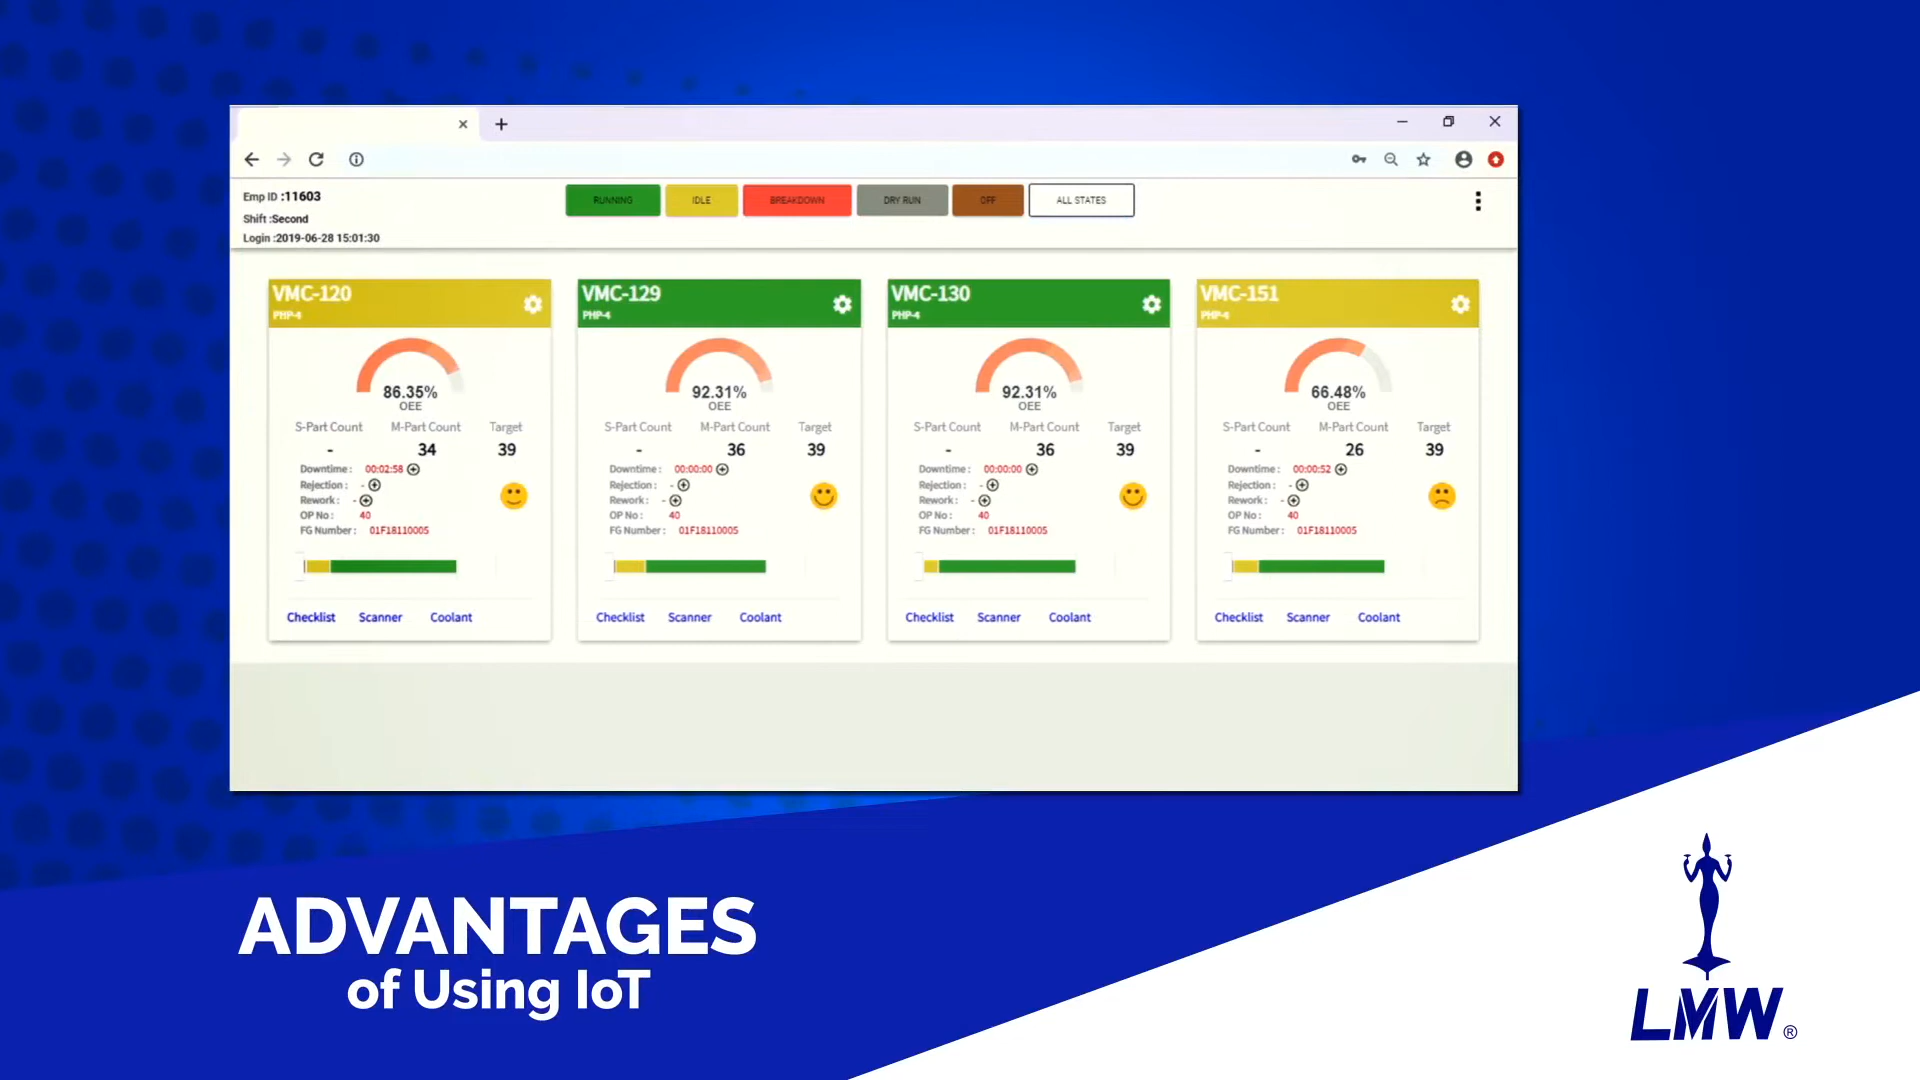 Emp ID :11603
Shift :Second
Login :2019-06-28 15:01:30
RUNNING IDLE BREAKDOWN DRY RUN OFF ALL STATES
VMC-120
PHP-4
86.35%
OEE
S-Part Count M-Part Count Target
- 34 39
Downtime : 00:02:58
Rejection : -
Rework : -
OP No : 40
FG Number : 01F18110005
Checklist Scanner Coolant
VMC-129
PHP-4
92.31%
OEE
S-Part Count M-Part Count Target
- 36 39
Downtime : 00:00:00
Rejection : -
Rework : -
OP No : 40
FG Number : 01F18110005
Checklist Scanner Coolant
VMC-130
PHP-4
92.31%
OEE
S-Part Count M-Part Count Target
- 36 39
Downtime : 00:00:00
Rejection : -
Rework : -
OP No : 40
FG Number : 01F18110005
Checklist Scanner Coolant
VMC-151
PHP-4
66.48%
OEE
S-Part Count M-Part Count Target
- 26 39
Downtime : 00:00:52
Rejection : -
Rework : -
OP No : 40
FG Number : 01F18110005
Checklist Scanner Coolant
ADVANTAGES
of Using IoT
LMW®